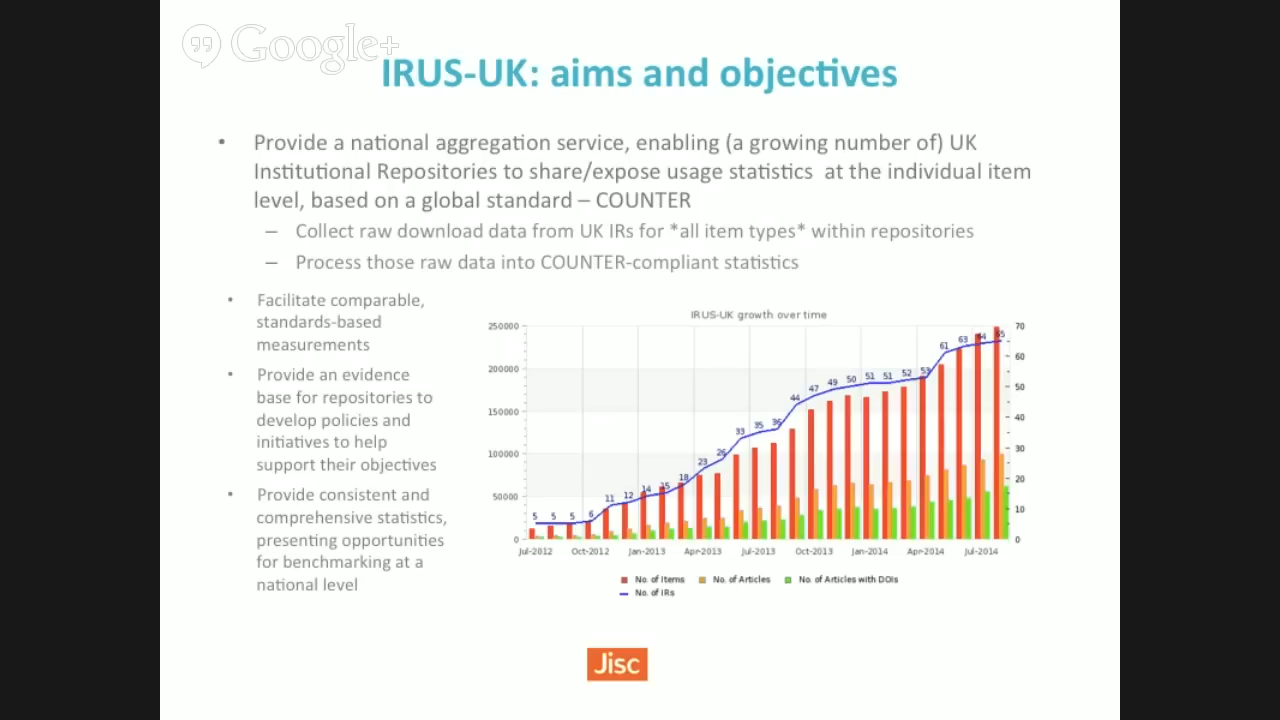 Google+
IRUS-UK: aims and objectives
• Provide a national aggregation service, enabling (a growing number of) UK
Institutional Repositories to share/expose usage statistics at the individual item
level, based on a global standard – COUNTER
– Collect raw download data from UK IRs for *all item types* within repositories
– Process those raw data into COUNTER-compliant statistics
• Facilitate comparable,
standards-based
measurements
• Provide an evidence
base for repositories to
develop policies and
initiatives to help
support their objectives
• Provide consistent and
comprehensive statistics,
presenting opportunities
for benchmarking at a
national level
IRUS-UK growth over time
250000
200000
150000
100000
50000
0
70
60
50
40
30
20
10
0
5 5 5 6 11 12 14 15 18 23 26 33 35 36 44 47 49 50 51 51 52 53 61 63 64 65
Jul-2012 Oct-2012 Jan-2013 Apr-2013 Jul-2013 Oct-2013 Jan-2014 Apr-2014 Jul-2014
No. of Items No. of Articles No. of Articles with DOIs
No. of IRs
Jisc